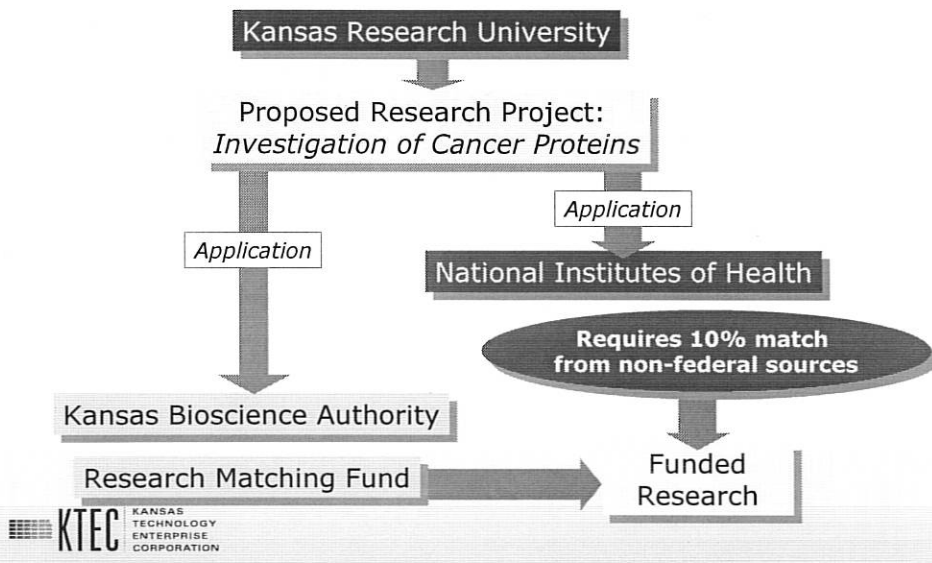 Kansas Research University
Proposed Research Project:
Investigation of Cancer Proteins
Application
Application
National Institutes of Health
Requires 10% match
from non-federal sources
Kansas Bioscience Authority
Research Matching Fund
Funded
Research
KTEC
KANSAS
TECHNOLOGY
ENTERPRISE
CORPORATION